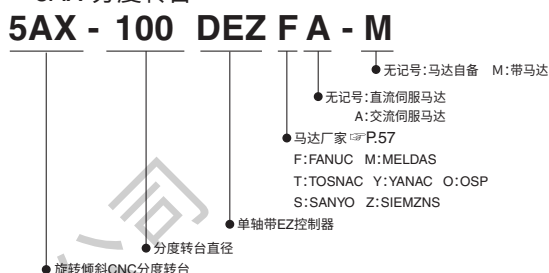 5AX - 100 DEZ F A - M
无记号:马达自备 M:带马达
无记号:直流伺服马达
A:交流伺服马达
马达厂家☞P.57
F:FANUC M:MELDAS
T:TOSNAC Y:YANAC O:OSP
S:SANYO Z:SIEMZNS
单轴带EZ控制器
分度转台直径
旋转倾斜CNC分度转台